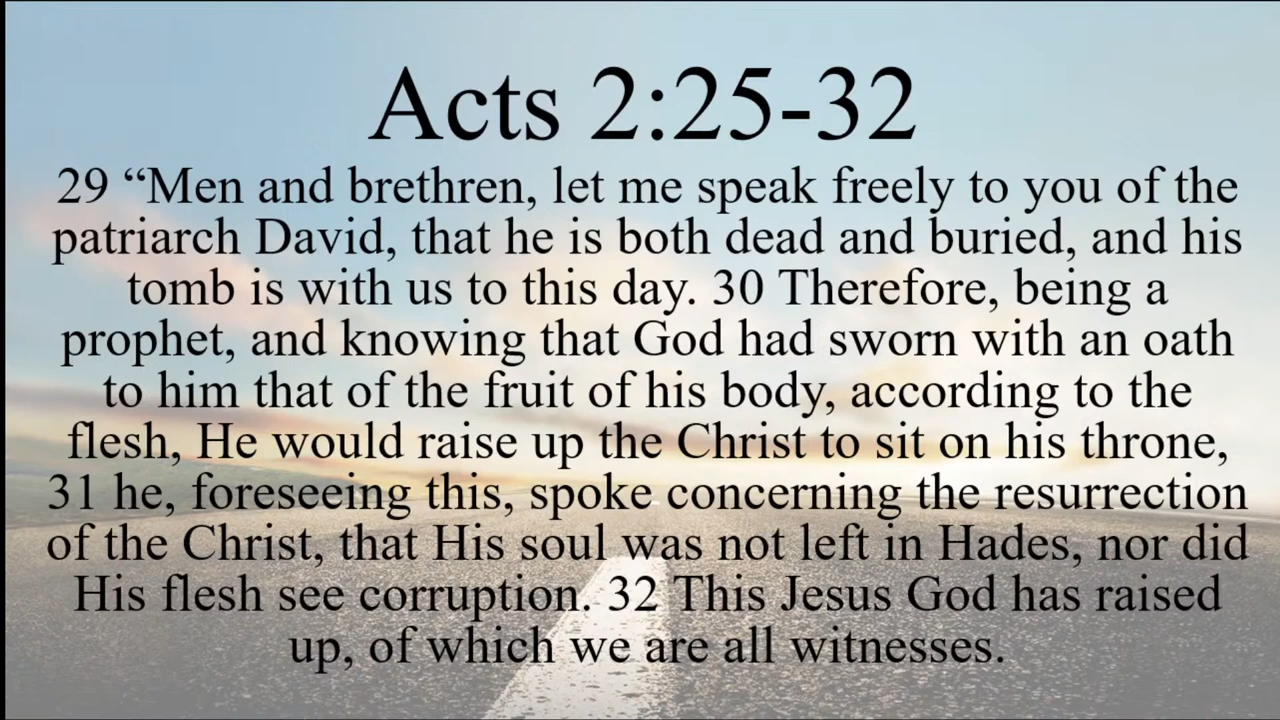 Acts 2:25-32
29 “Men and brethren, let me speak freely to you of the
patriarch David, that he is both dead and buried, and his
tomb is with us to this day. 30 Therefore, being a
prophet, and knowing that God had sworn with an oath
to him that of the fruit of his body, according to the
flesh, He would raise up the Christ to sit on his throne,
31 he, foreseeing this, spoke concerning the resurrection
of the Christ, that His soul was not left in Hades, nor did
His flesh see corruption. 32 This Jesus God has raised
up, of which we are all witnesses.